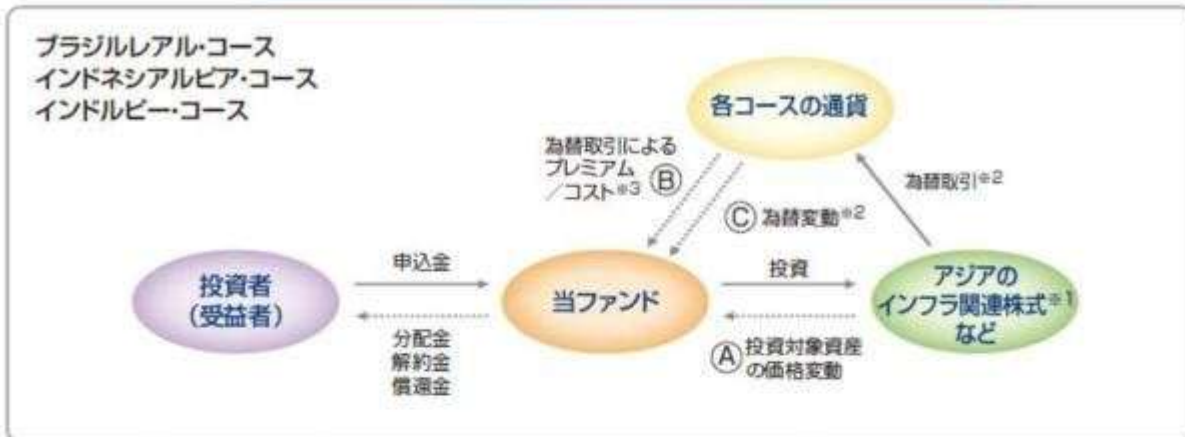 ブラジルレアル・コース
インドネシアルピア・コース
インドルピー・コース
各コースの通貨
為替取引による
プレミアム
／コスト※3 Ⓑ
為替取引※2
Ⓒ 為替変動※2
投資者
（受益者）
申込金
分配金
解約金
償還金
当ファンド
投資
Ⓐ 投資対象資産
の価格変動
アジアの
インフラ関連株式※1
など